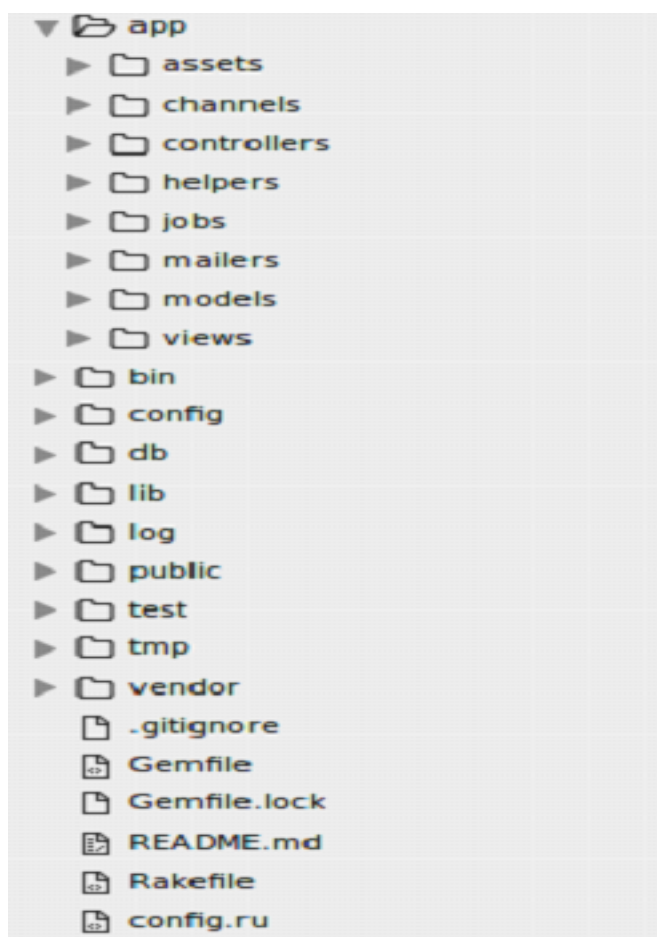 app
assets
channels
controllers
helpers
jobs
mailers
models
views
bin
config
db
lib
log
public
test
tmp
vendor
.gitignore
Gemfile
Gemfile.lock
README.md
Rakefile
config.ru